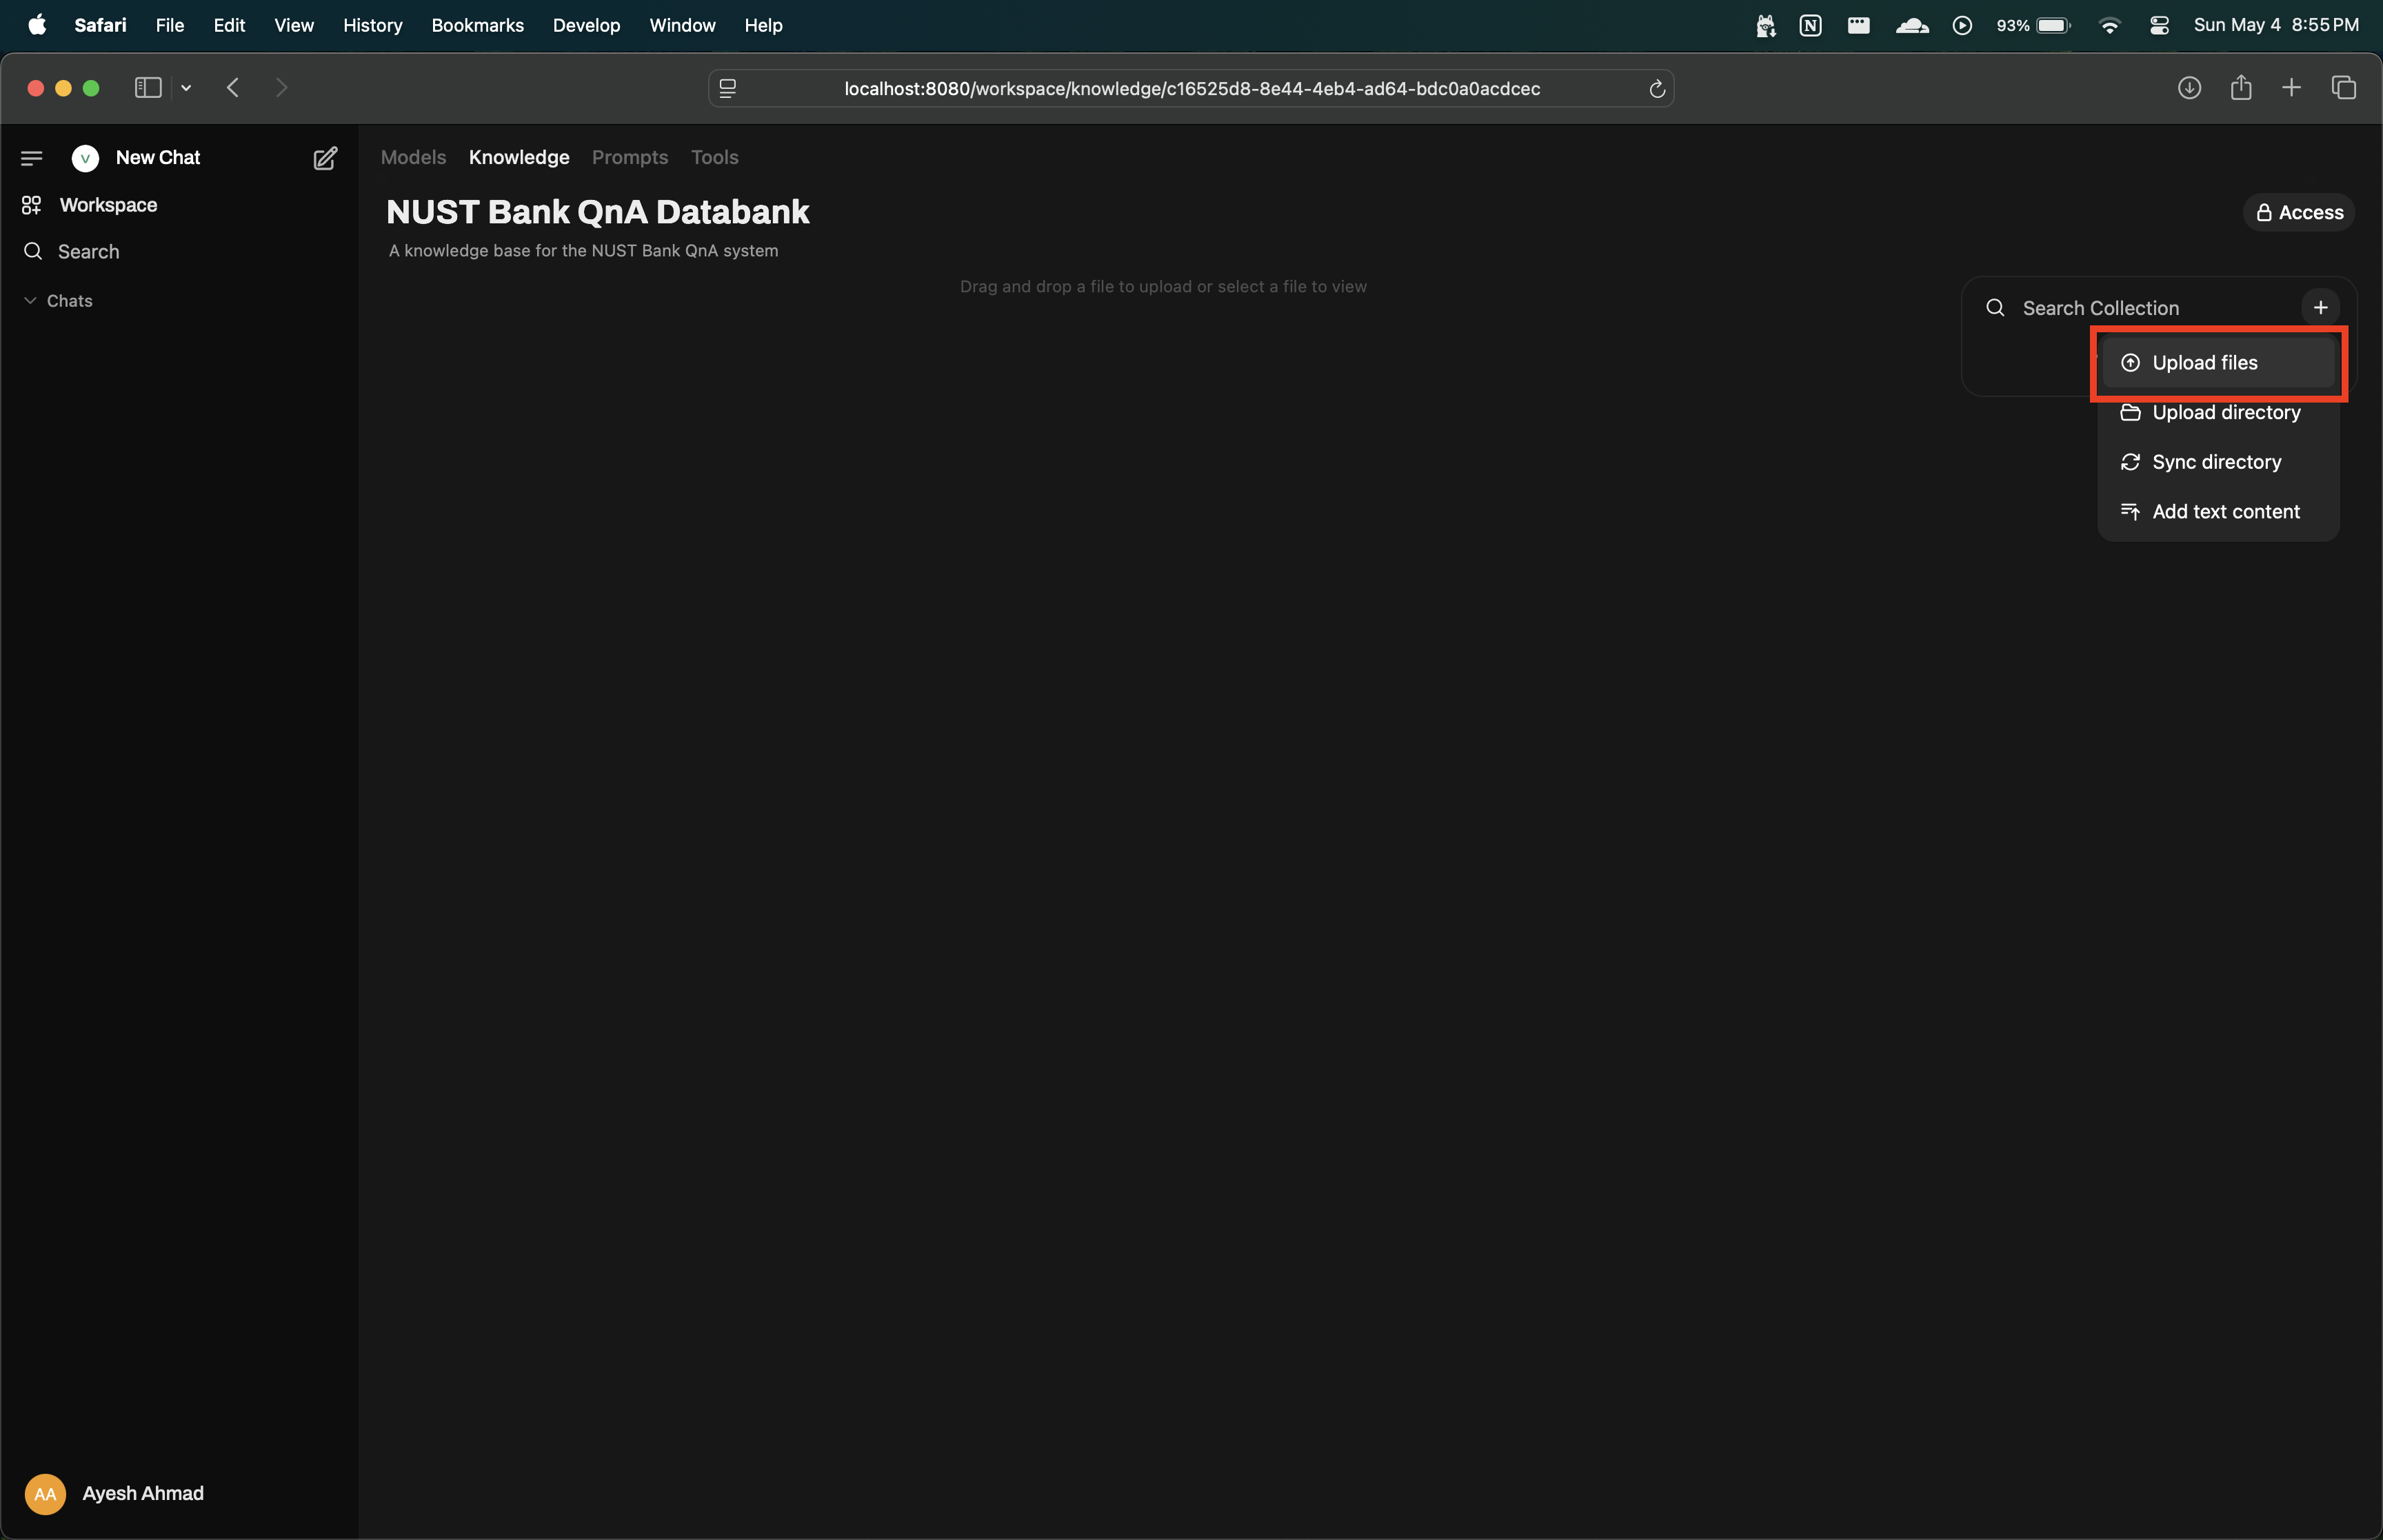 Safari File Edit View History Bookmarks Develop Window Help 93% Sun May 4 8:55 PM
localhost:8080/workspace/knowledge/c16525d8-8e44-4eb4-ad64-bdc0a0acdcec
V New Chat
Workspace
Search
Chats
Models Knowledge Prompts Tools
NUST Bank QnA Databank
Access
A knowledge base for the NUST Bank QnA system
Drag and drop a file to upload or select a file to view
Search Collection
Upload files
Upload directory
Sync directory
Add text content
AA Ayesh Ahmad